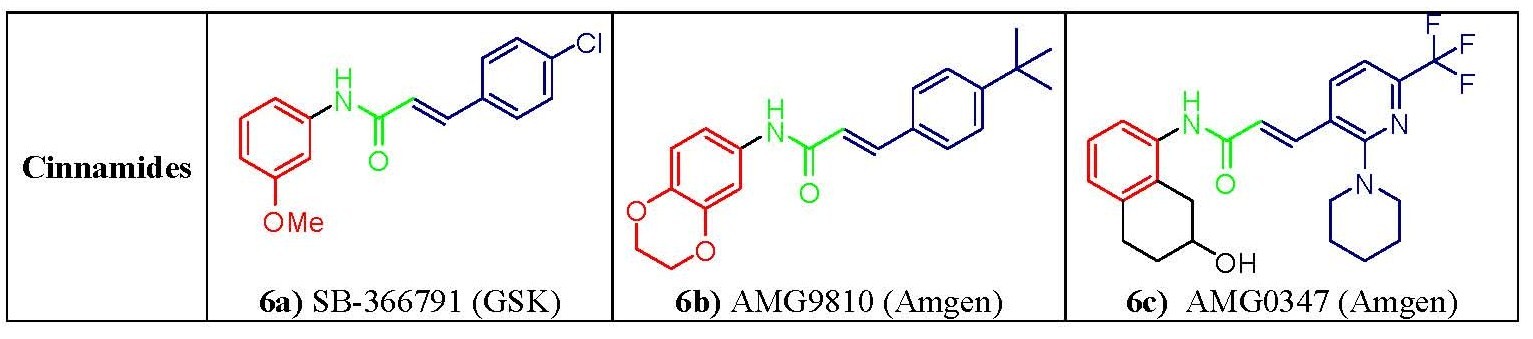 Cinnamides
H
N
O
Cl
OMe
6a) SB-366791 (GSK)
H
N
O
O
O
6b) AMG9810 (Amgen)
H
N
O
F
F
F
N
N
OH
6c) AMG0347 (Amgen)